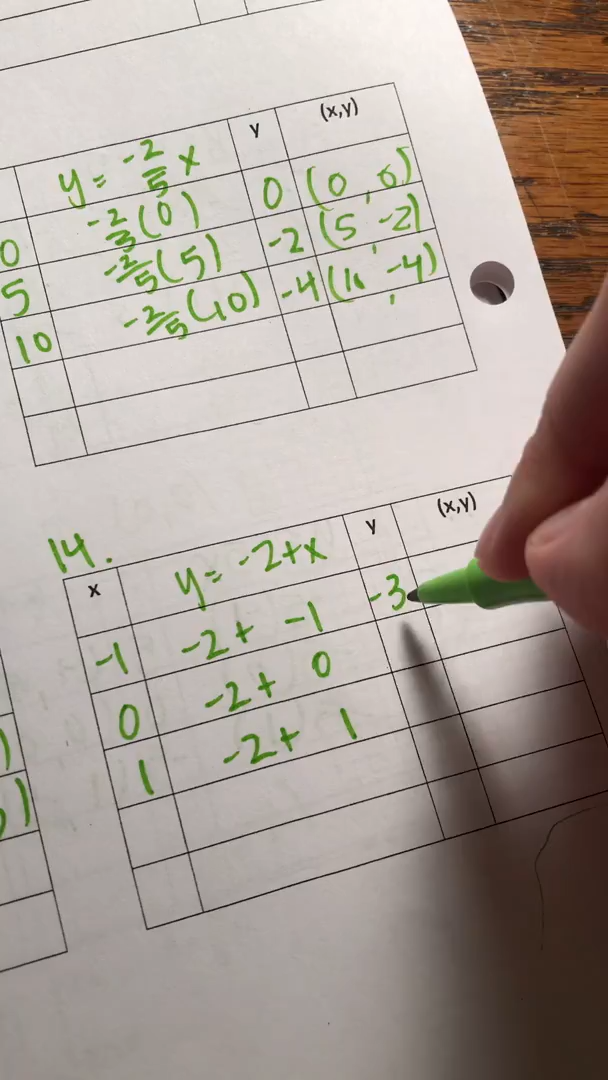 y = -2/5 x y (x,y)
0 -2/3 (0) 0 (0, 0)
5 -2/5 (5) -2 (5, -2)
10 -2/5 (10) -4 (10, -4)
14.
x y = -2+x y (x,y)
-1 -2+ -1 -3
0 -2+ 0
1 -2+ 1